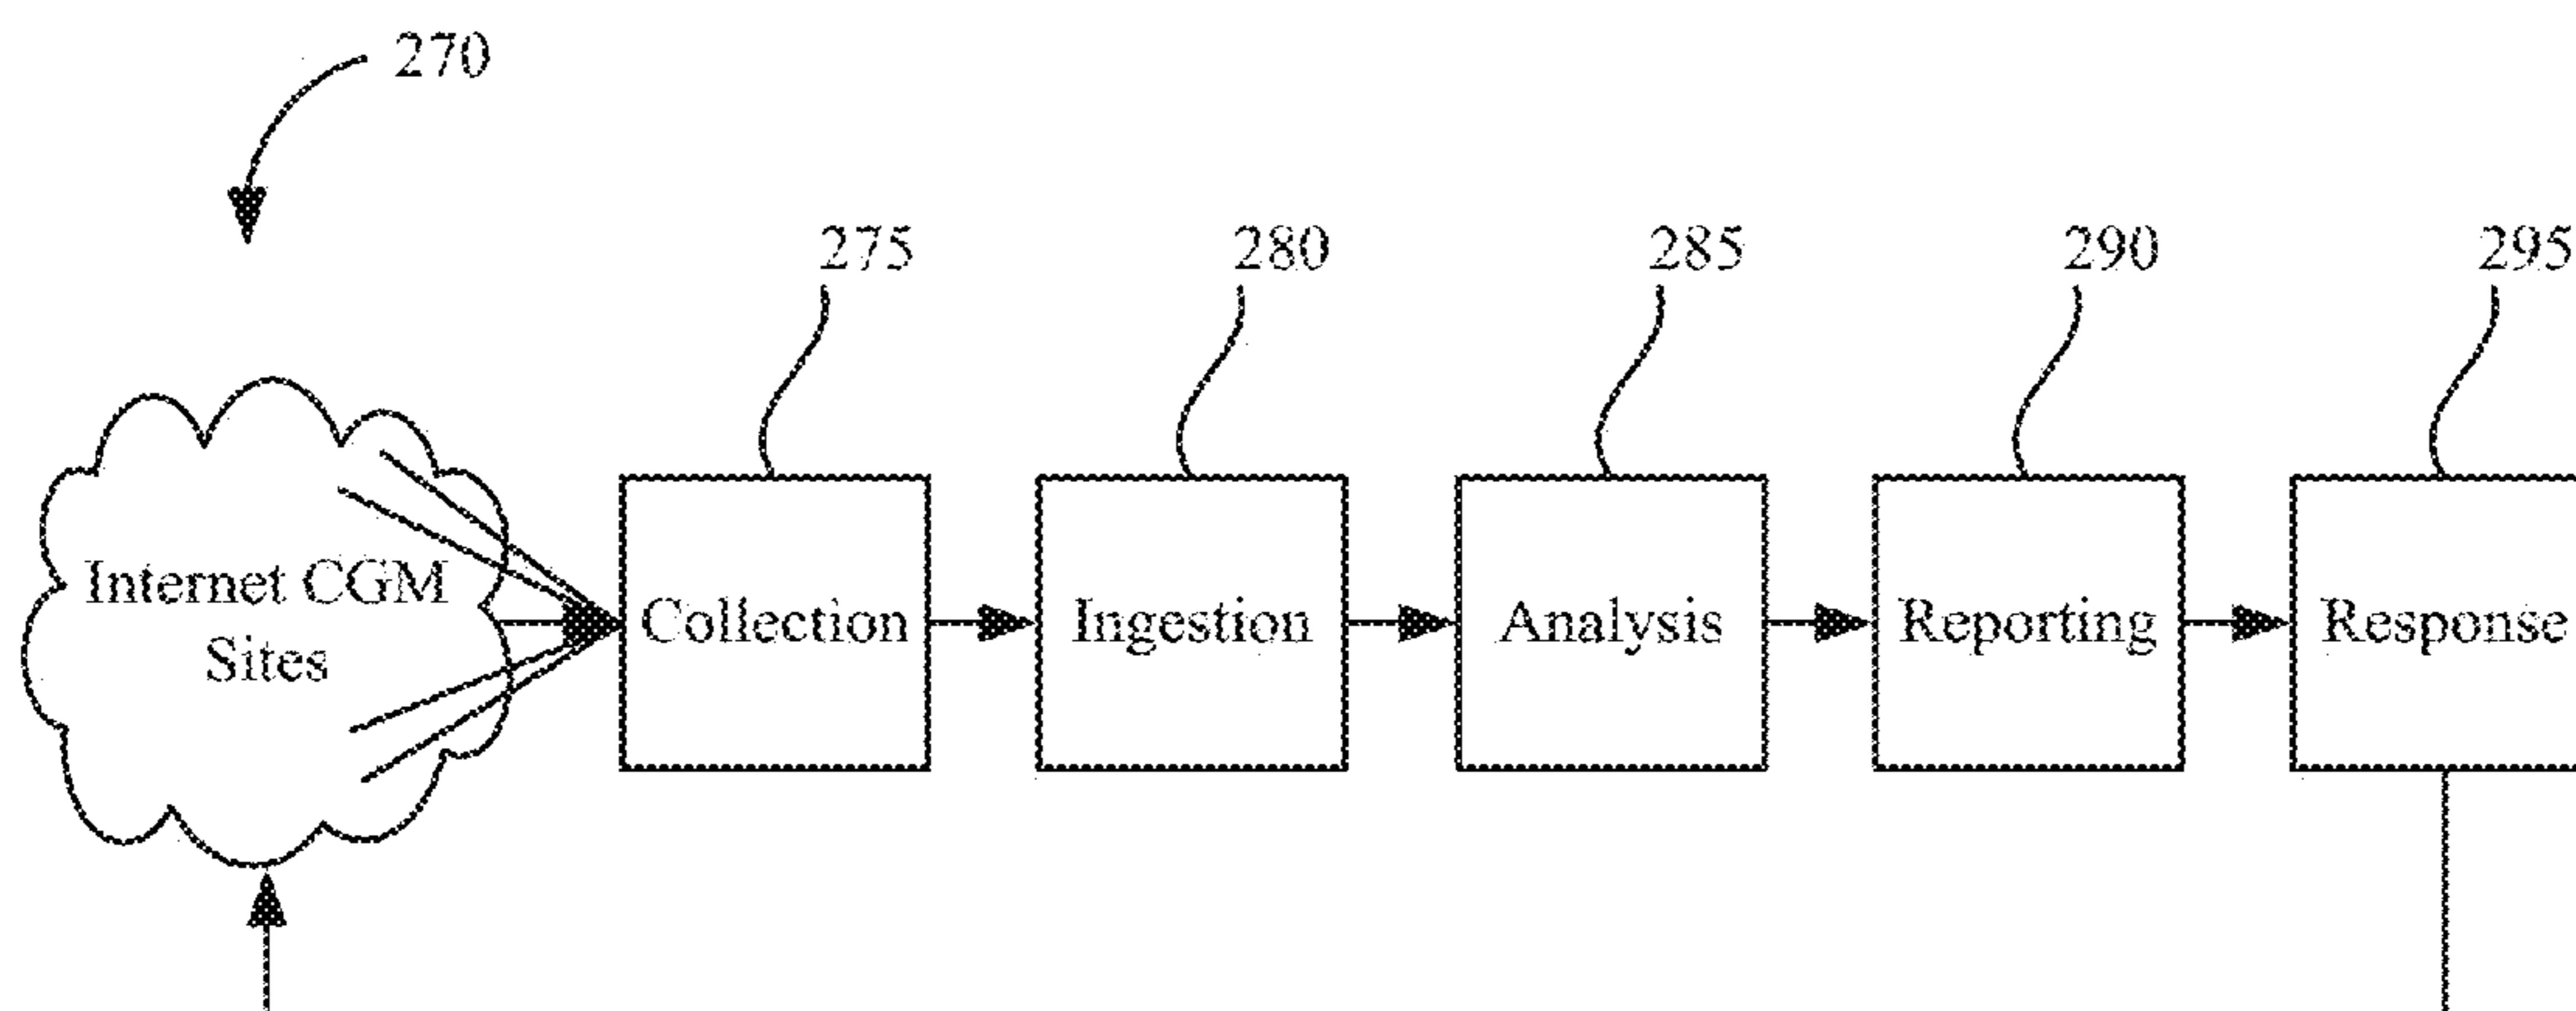 270
275
280
285
290
295
Internet CGM
Sites
Collection
Ingestion
Analysis
Reporting
Response